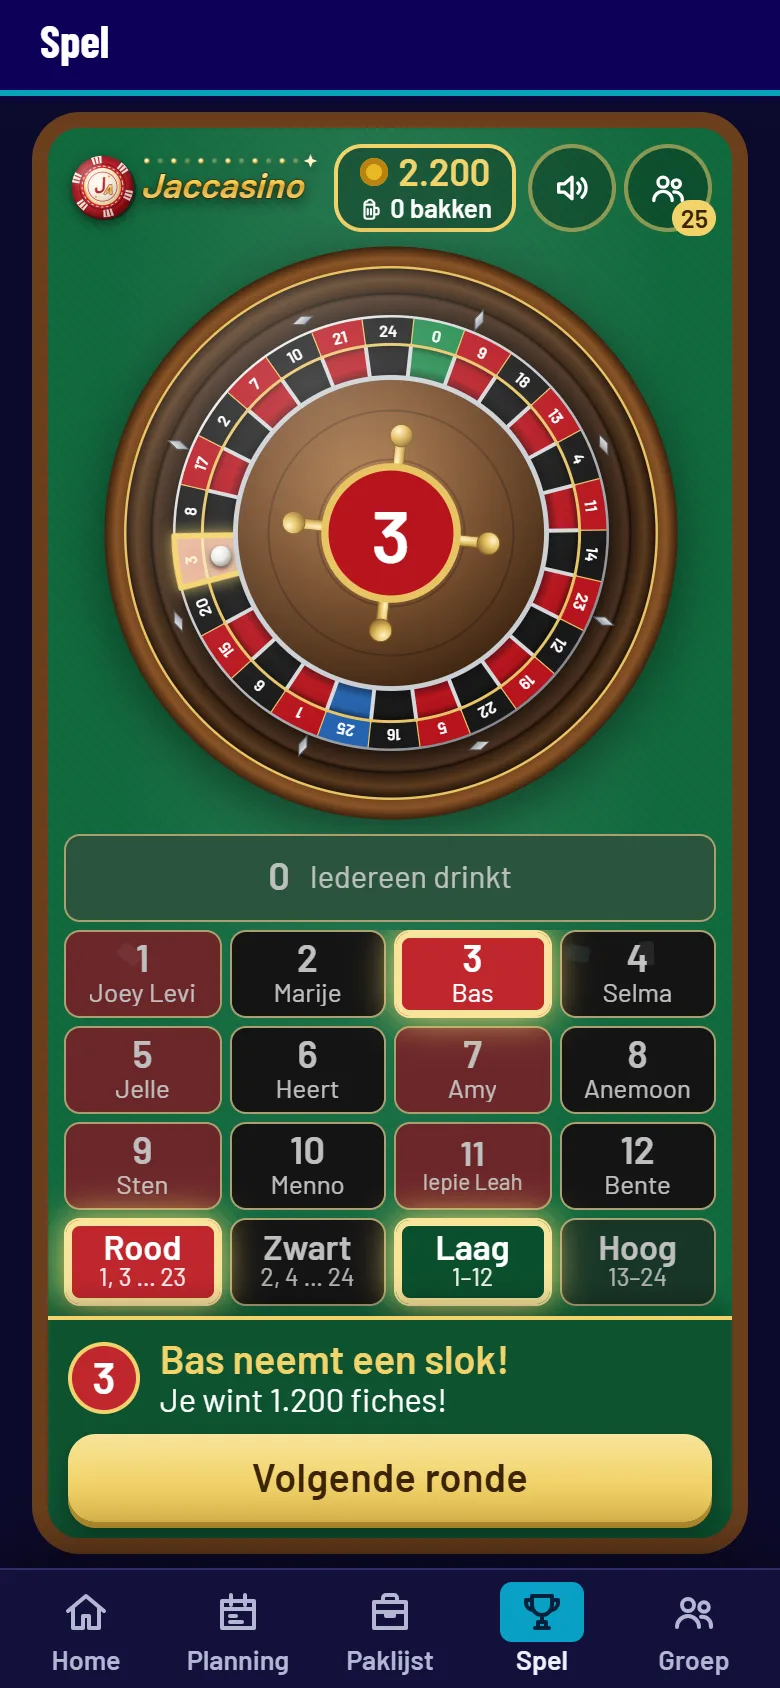 Spel
Jaccasino
2.200
0 bakken
25
24
0
9
18
13
4
11
14
23
12
19
22
5
16
25
1
6
15
20
3
8
17
2
7
10
21
3
0 Iedereen drinkt
1
Joey Levi
2
Marije
3
Bas
4
Selma
5
Jelle
6
Heert
7
Amy
8
Anemoon
9
Sten
10
Menno
11
Iepie Leah
12
Bente
Rood
1, 3 ... 23
Zwart
2, 4 ... 24
Laag
1–12
Hoog
13–24
3
Bas neemt een slok!
Je wint 1.200 fiches!
Volgende ronde
Home
Planning
Paklijst
Spel
Groep